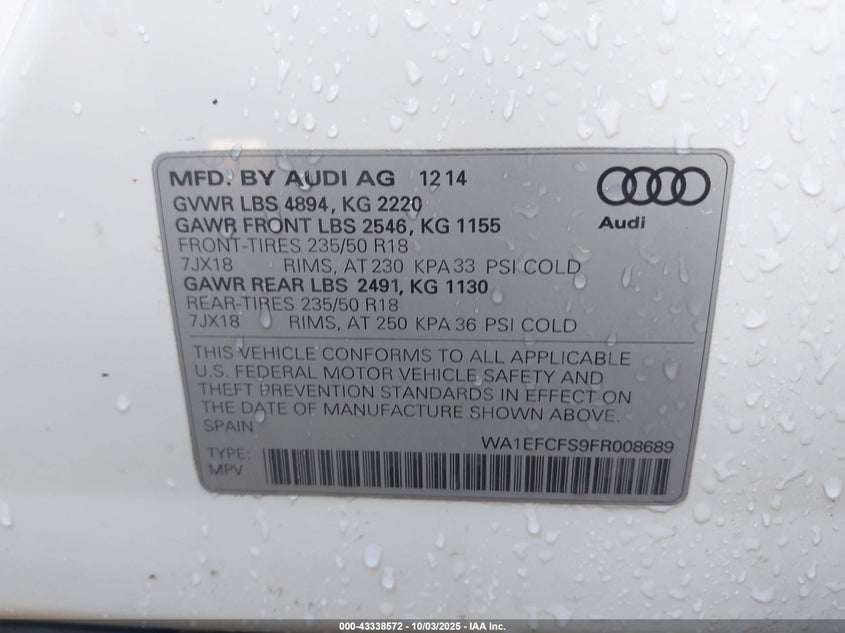 MFD. BY AUDI AG 12 14
GVWR LBS 4894, KG 2220
GAWR FRONT LBS 2546, KG 1155
FRONT-TIRES 235/50 R18
7JX18 RIMS, AT 230 KPA 33 PSI COLD
GAWR REAR LBS 2491, KG 1130
REAR-TIRES 235/50 R18
7JX18 RIMS, AT 250 KPA 36 PSI COLD
Audi
THIS VEHICLE CONFORMS TO ALL APPLICABLE
U.S. FEDERAL MOTOR VEHICLE SAFETY AND
THEFT PREVENTION STANDARDS IN EFFECT ON
THE DATE OF MANUFACTURE SHOWN ABOVE.
SPAIN
WA1EFCFS9FR008689
TYPE:
MPV
000-43338572 - 10/03/2025 - IAA Inc.